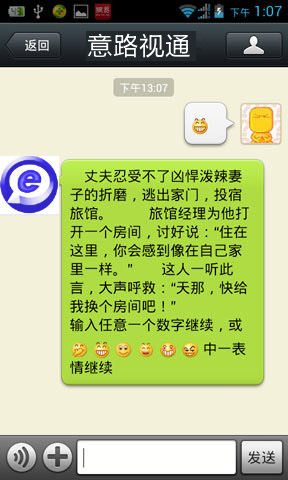 下午 1:07
返回
意路视通
下午13:07
丈夫忍受不了凶悍泼辣妻
子的折磨，逃出家门，投宿
旅馆。 旅馆经理为他打
开一个房间，讨好说：“住在
这里，你会感到像在自己家
里一样。” 这人一听此
言，大声呼救：“天那，快给
我换个房间吧！”
输入任意一个数字继续，或
中一表
情继续
发送